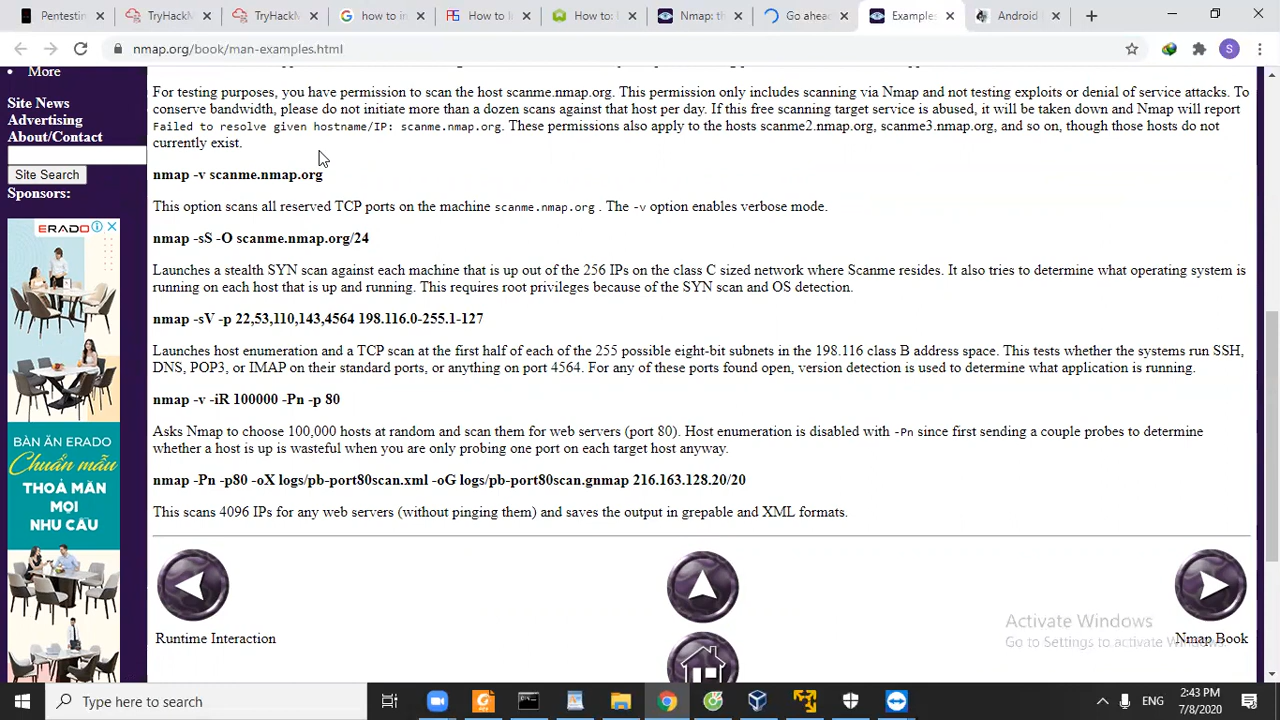 Pentestin
TryHackM
TryHackM
how to
How to l
How to
Nmap: th
Go ahea
Example
Android
nmap.org/book/man-examples.html
S
More
Site News
Advertising
About/Contact
Site Search
Sponsors:
ERADO
BÀN ĂN ERADO
Chuẩn mẫu
THOẢ MÃN
MỌI
NHU CẦU
For testing purposes, you have permission to scan the host scanme.nmap.org. This permission only includes scanning via Nmap and not testing exploits or denial of service attacks. To
conserve bandwidth, please do not initiate more than a dozen scans against that host per day. If this free scanning target service is abused, it will be taken down and Nmap will report
Failed to resolve given hostname/IP: scanme.nmap.org. These permissions also apply to the hosts scanme2.nmap.org, scanme3.nmap.org, and so on, though those hosts do not
currently exist.
nmap -v scanme.nmap.org
This option scans all reserved TCP ports on the machine scanme.nmap.org . The -v option enables verbose mode.
nmap -sS -O scanme.nmap.org/24
Launches a stealth SYN scan against each machine that is up out of the 256 IPs on the class C sized network where Scanme resides. It also tries to determine what operating system is
running on each host that is up and running. This requires root privileges because of the SYN scan and OS detection.
nmap -sV -p 22,53,110,143,4564 198.116.0-255.1-127
Launches host enumeration and a TCP scan at the first half of each of the 255 possible eight-bit subnets in the 198.116 class B address space. This tests whether the systems run SSH,
DNS, POP3, or IMAP on their standard ports, or anything on port 4564. For any of these ports found open, version detection is used to determine what application is running.
nmap -v -iR 100000 -Pn -p 80
Asks Nmap to choose 100,000 hosts at random and scan them for web servers (port 80). Host enumeration is disabled with -Pn since first sending a couple probes to determine
whether a host is up is wasteful when you are only probing one port on each target host anyway.
nmap -Pn -p80 -oX logs/pb-port80scan.xml -oG logs/pb-port80scan.gnmap 216.163.128.20/20
This scans 4096 IPs for any web servers (without pinging them) and saves the output in grepable and XML formats.
Runtime Interaction
Nmap Book
Activate Windows
Go to Settings to activate Windows.
Type here to search
ENG
2:43 PM
7/8/2020